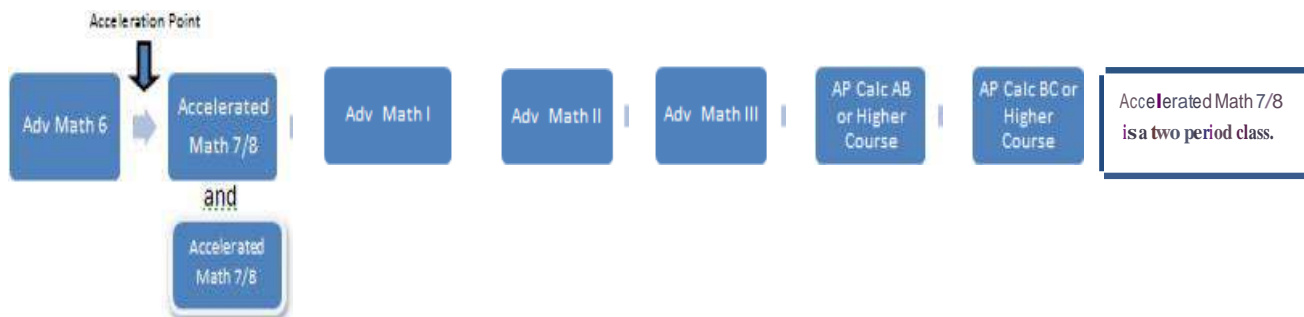 Acceleration Point
Adv Math 6
Accelerated
Math 7/8
and
Accelerated
Math 7/8
Adv Math I
Adv Math II
Adv Math III
AP Calc AB
or Higher
Course
AP Calc BC or
Higher
Course
Accelerated Math 7/8
is a two period class.